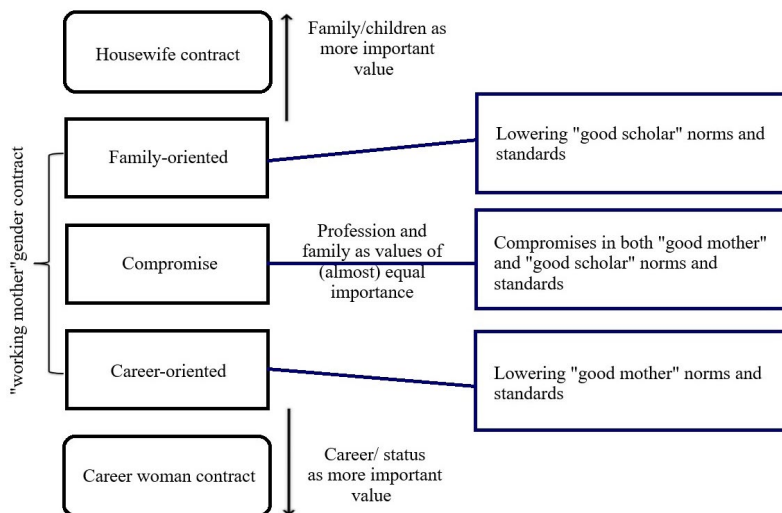 Housewife contract
Family/children as
more important
value
"working mother"gender contract
Family-oriented
Lowering "good scholar" norms and
standards
Compromise
Profession and
family as values of
(almost) equal
importance
Compromises in both "good mother"
and "good scholar" norms and
standards
Career-oriented
Lowering "good mother" norms and
standards
Career woman contract
Career/ status
as more important
value